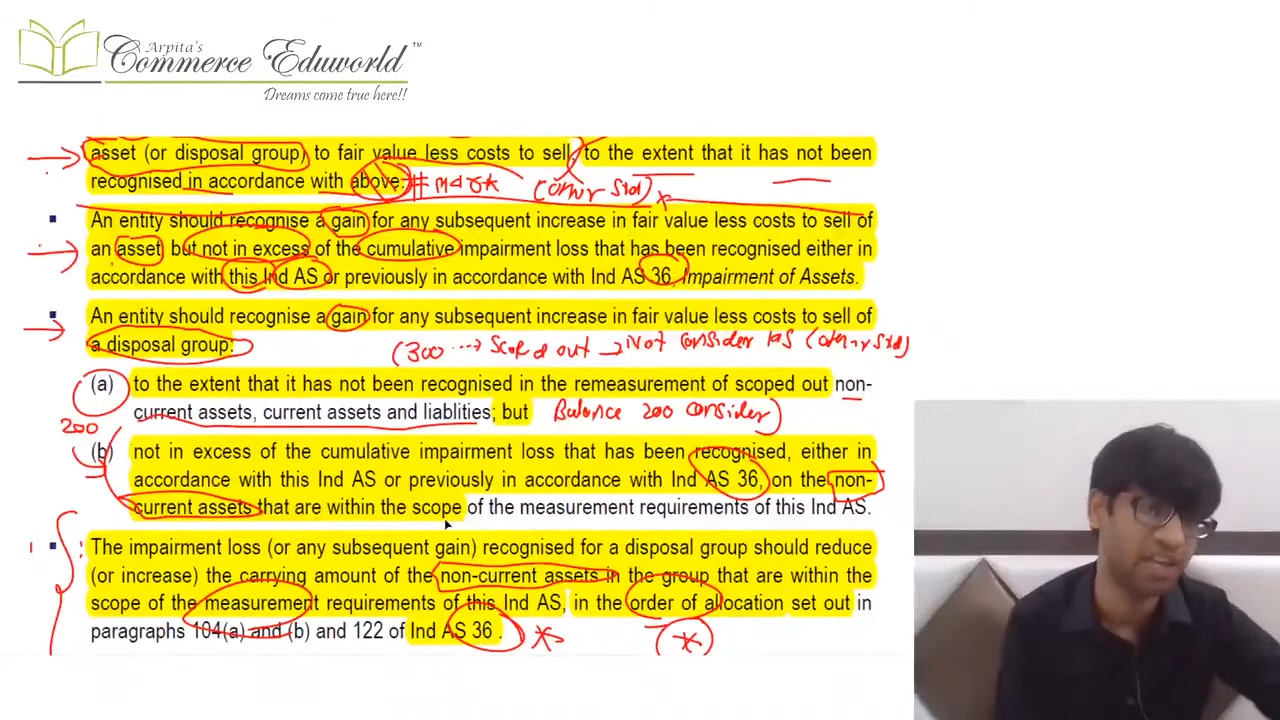 Arpita's
Commerce Eduworld™
Dreams come true here!!
asset (or disposal group) to fair value less costs to sell, to the extent that it has not been
recognised in accordance with above. # (other Std)
▪ An entity should recognise a gain for any subsequent increase in fair value less costs to sell of
an asset but not in excess of the cumulative impairment loss that has been recognised either in
accordance with this Ind AS or previously in accordance with Ind AS 36, Impairment of Assets.
▪ An entity should recognise a gain for any subsequent increase in fair value less costs to sell of
a disposal group:
(300 ---> Scoped out → Not consider (other Std)
(a) to the extent that it has not been recognised in the remeasurement of scoped out non-
current assets, current assets and liablities; but Balance 200 consider)
200
(b) not in excess of the cumulative impairment loss that has been recognised, either in
accordance with this Ind AS or previously in accordance with Ind AS 36, on the non-
current assets that are within the scope of the measurement requirements of this Ind AS.
▪ The impairment loss (or any subsequent gain) recognised for a disposal group should reduce
(or increase) the carrying amount of the non-current assets in the group that are within the
scope of the measurement requirements of this Ind AS, in the order of allocation set out in
paragraphs 104(a) and (b) and 122 of Ind AS 36 .